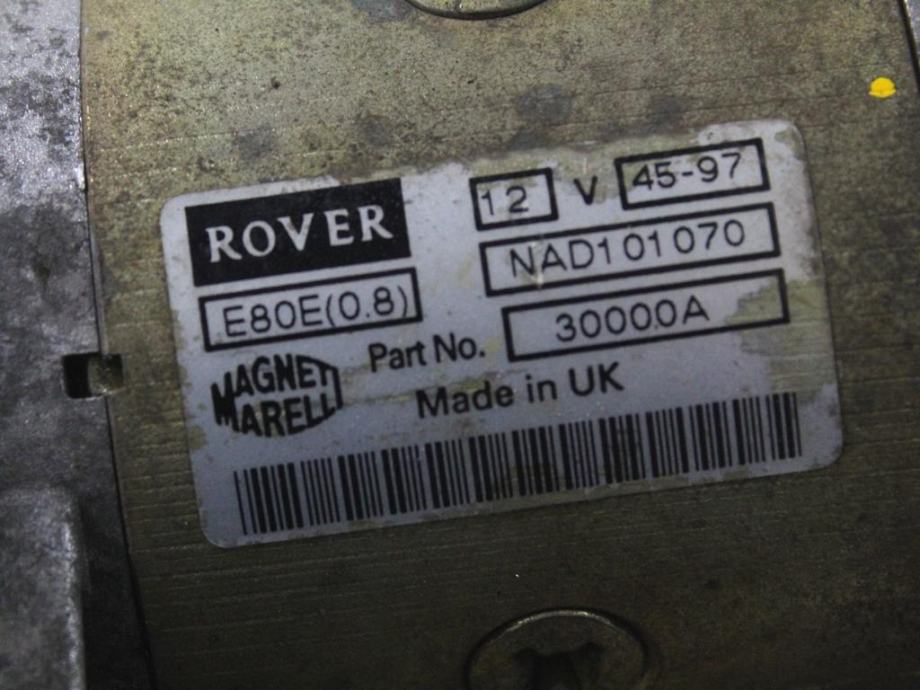 ROVER 12 V 45-97
NAD101070
E80E(0.8)
Part No. 30000A
MAGNETI
MARELLI
Made in UK